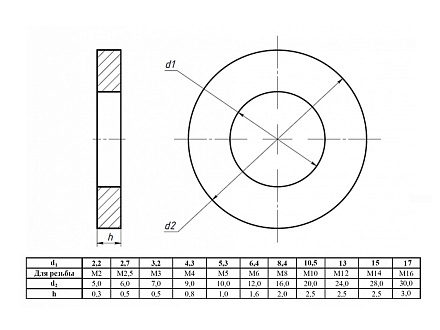 d1
d2
h
d1 2,2 2,7 3,2 4,3 5,3 6,4 8,4 10,5 13 15 17
Для резьбы M2 M2,5 M3 M4 M5 M6 M8 M10 M12 M14 M16
d2 5,0 6,0 7,0 9,0 10,0 12,0 16,0 20,0 24,0 28,0 30,0
h 0,3 0,5 0,5 0,8 1,0 1,6 2,0 2,5 2,5 2,5 3,0